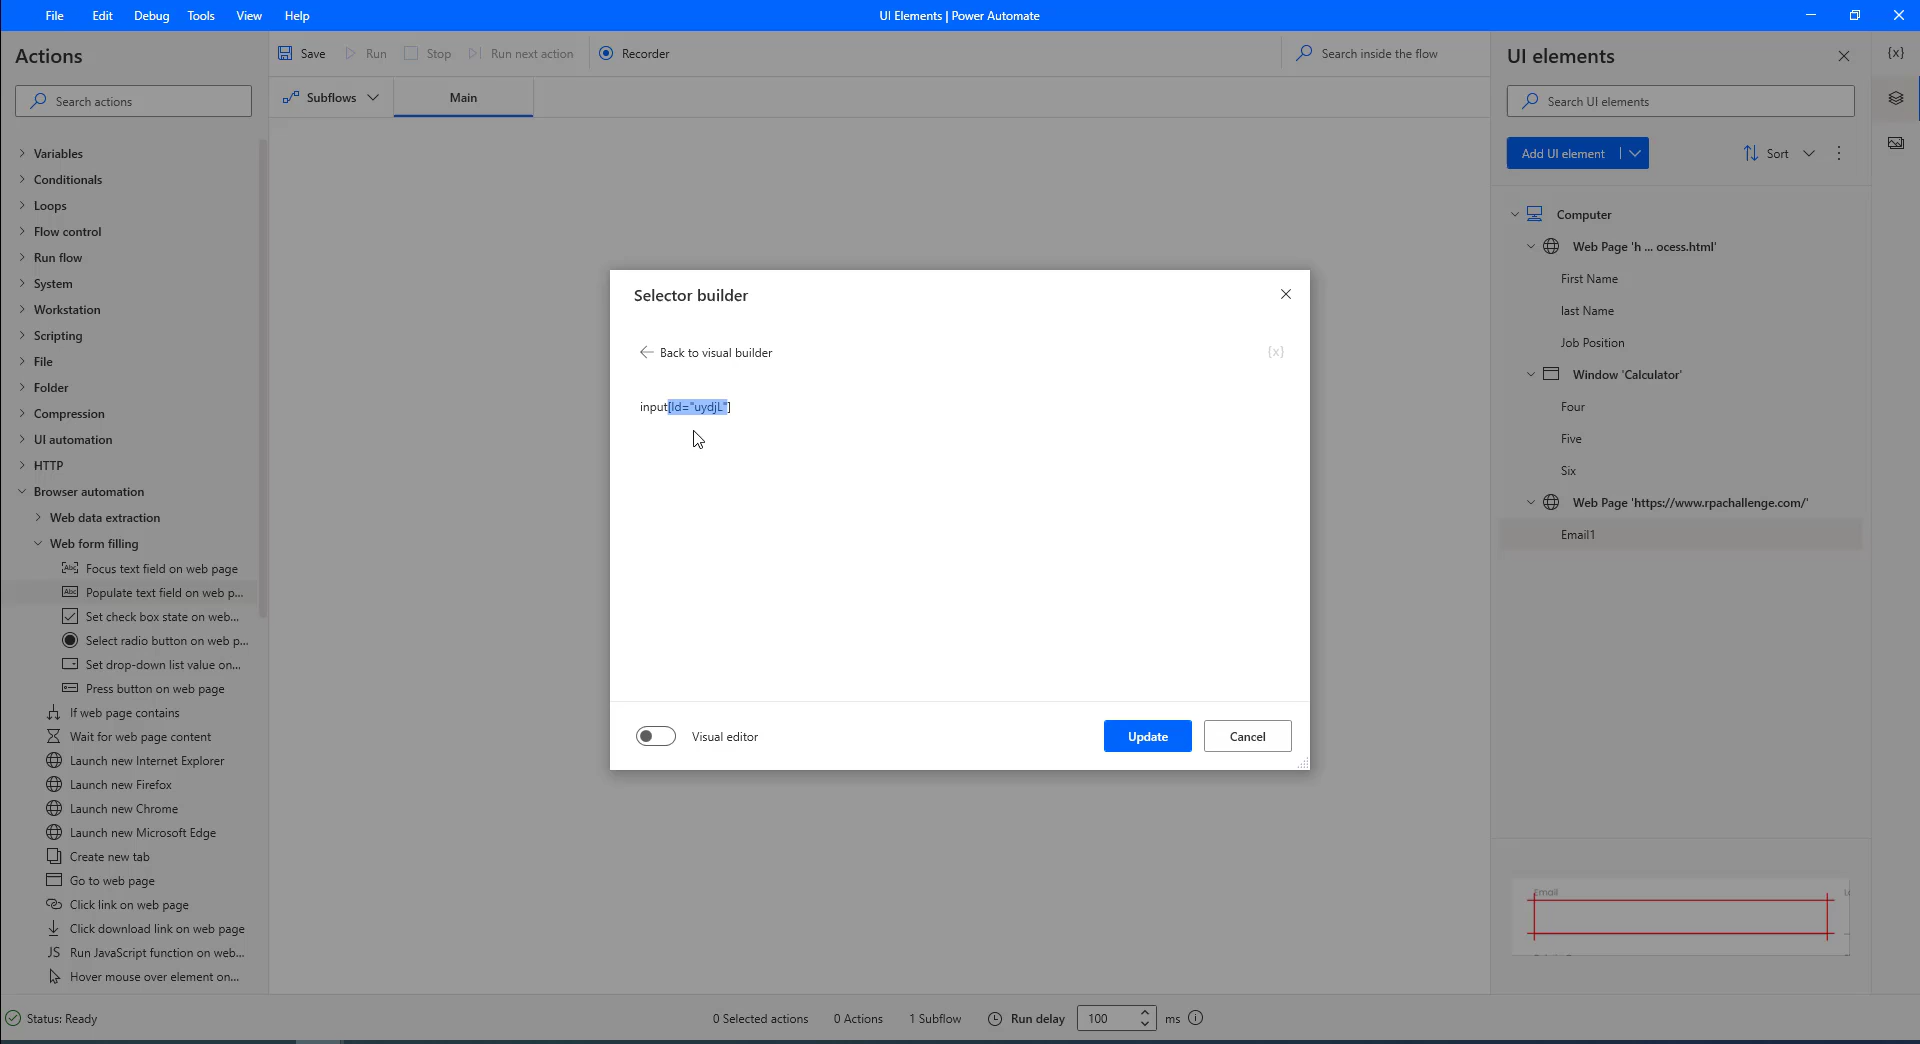 File Edit Debug Tools View Help
UI Elements | Power Automate
Actions
Search actions
Variables
Conditionals
Loops
Flow control
Run flow
System
Workstation
Scripting
File
Folder
Compression
UI automation
HTTP
Browser automation
Web data extraction
Web form filling
Focus text field on web page
Populate text field on web p...
Set check box state on web...
Select radio button on web p...
Set drop-down list value on...
Press button on web page
If web page contains
Wait for web page content
Launch new Internet Explorer
Launch new Firefox
Launch new Chrome
Launch new Microsoft Edge
Create new tab
Go to web page
Click link on web page
Click download link on web page
JS Run JavaScript function on web...
Hover mouse over element on...
Save Run Stop Run next action Recorder
Search inside the flow
Subflows Main
Selector builder
Back to visual builder
{x}
input[Id="uydjL"]
Visual editor
Update Cancel
UI elements
{x}
Search UI elements
Add UI element
Sort
Computer
Web Page 'h ... ocess.html'
First Name
last Name
Job Position
Window 'Calculator'
Four
Five
Six
Web Page 'https://www.rpachallenge.com/'
Email1
Email
Status: Ready
0 Selected actions 0 Actions 1 Subflow Run delay 100 ms